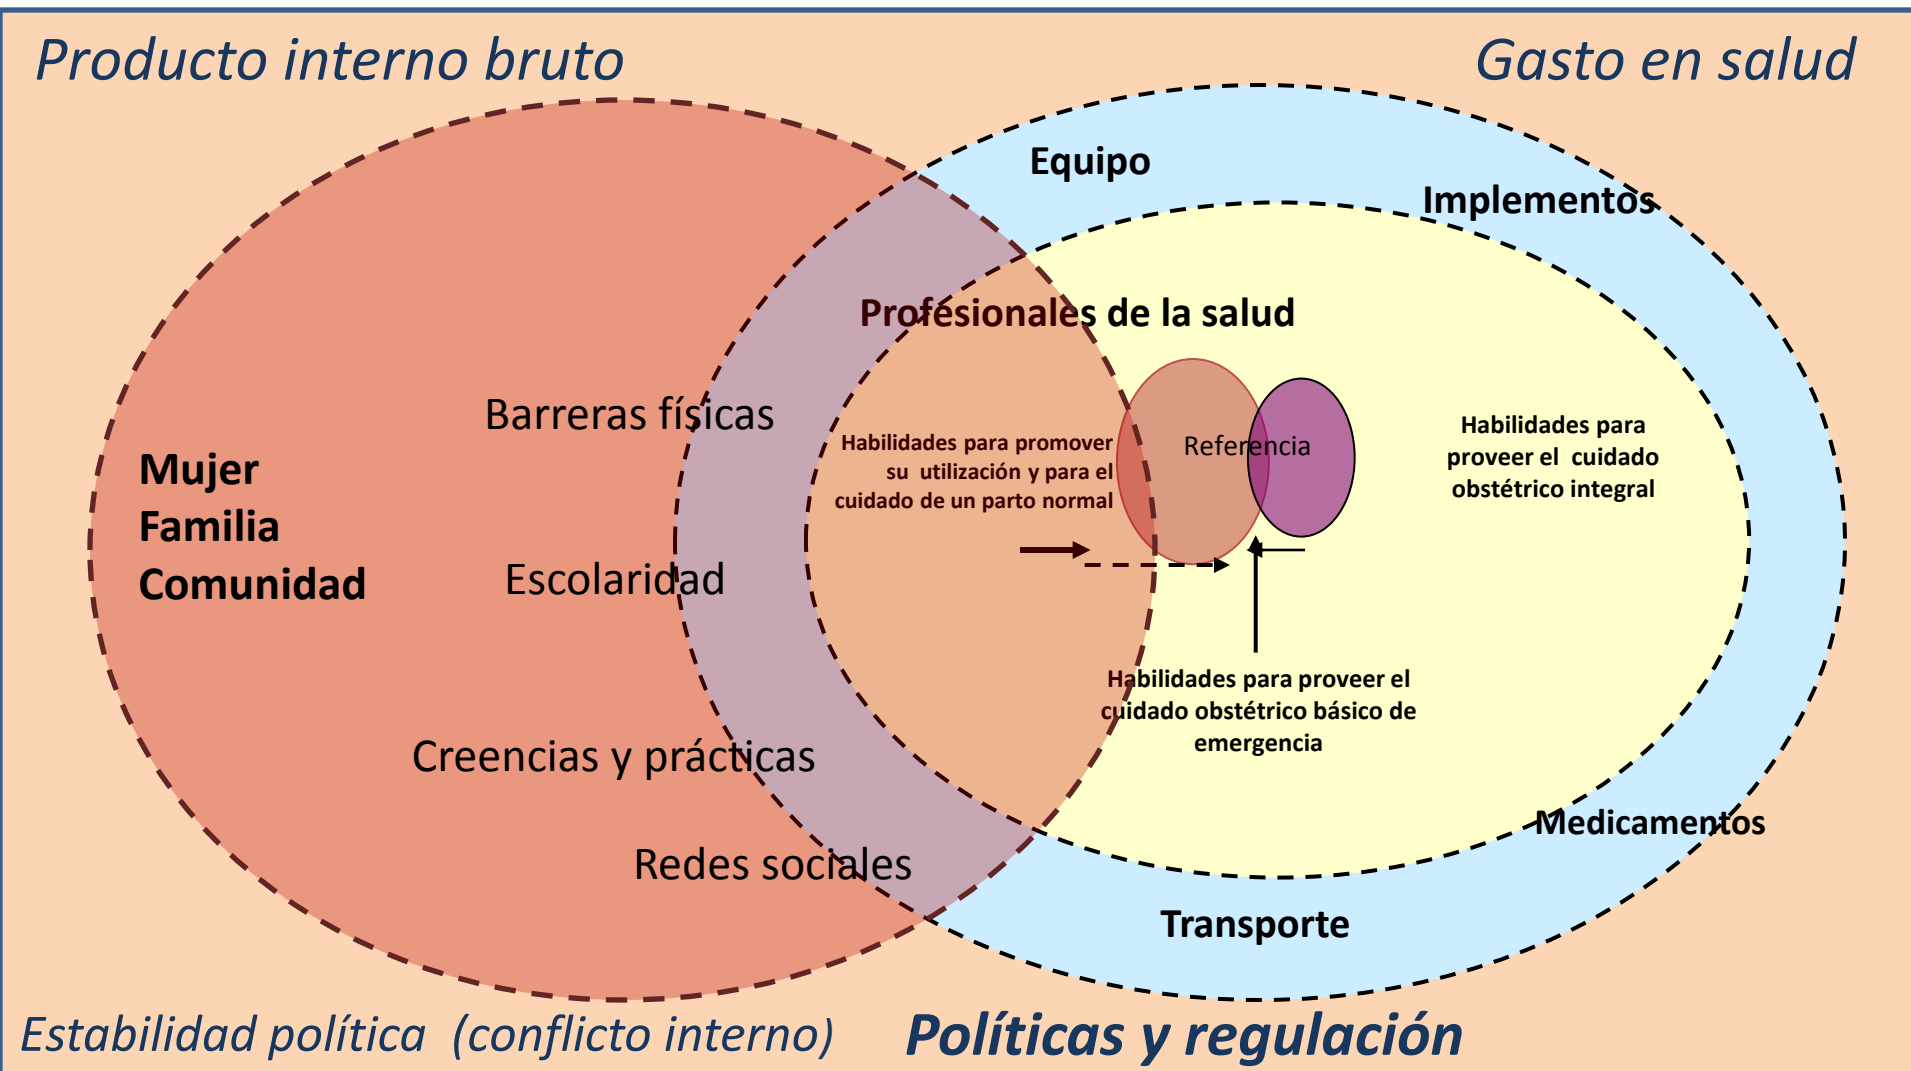 Producto interno bruto
Gasto en salud
Equipo
Implementos
Profesionales de la salud
Barreras físicas
Mujer
Familia
Comunidad
Habilidades para promover
su utilización y para el
cuidado de un parto normal
Referencia
Habilidades para
proveer el cuidado
obstétrico integral
Escolaridad
Habilidades para proveer el
cuidado obstétrico básico de
emergencia
Creencias y prácticas
Medicamentos
Redes sociales
Transporte
Estabilidad política (conflicto interno)
Políticas y regulación